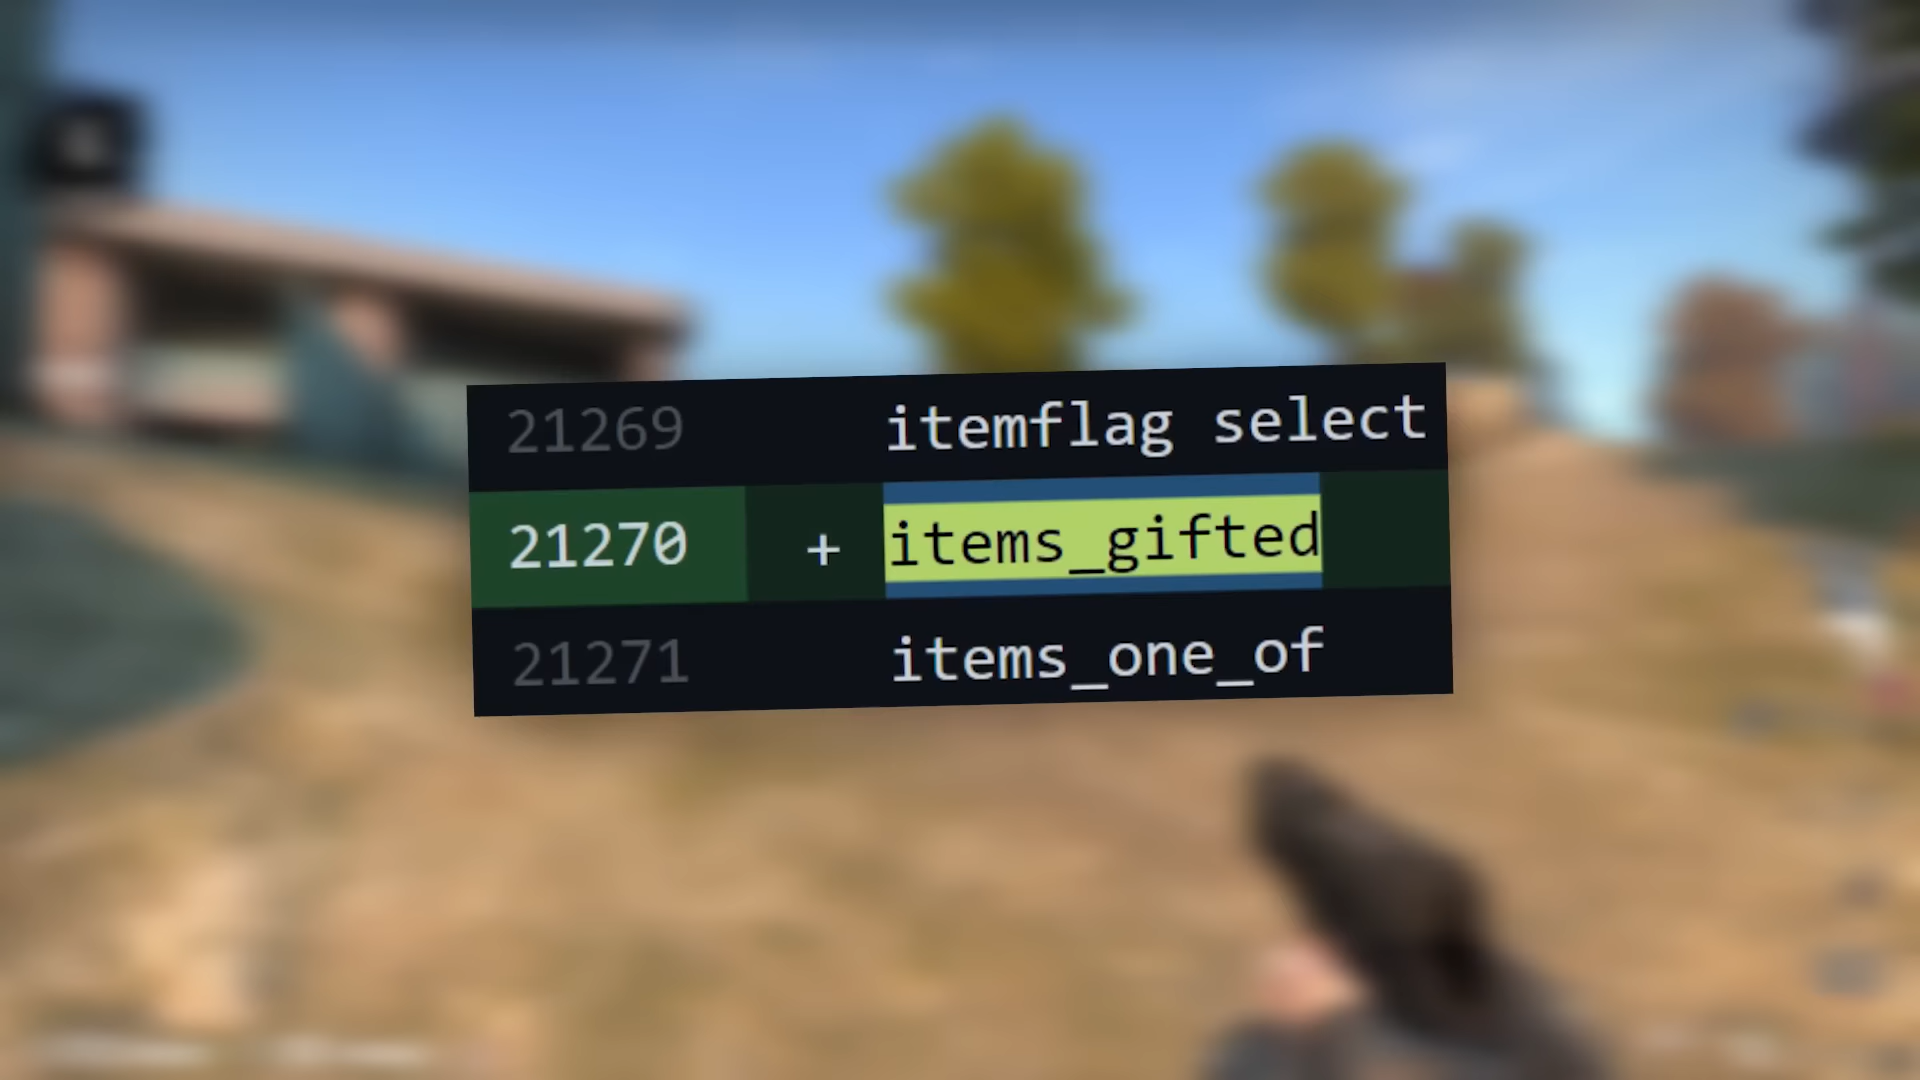 21269 itemflag select
21270 + items_gifted
21271 items_one_of